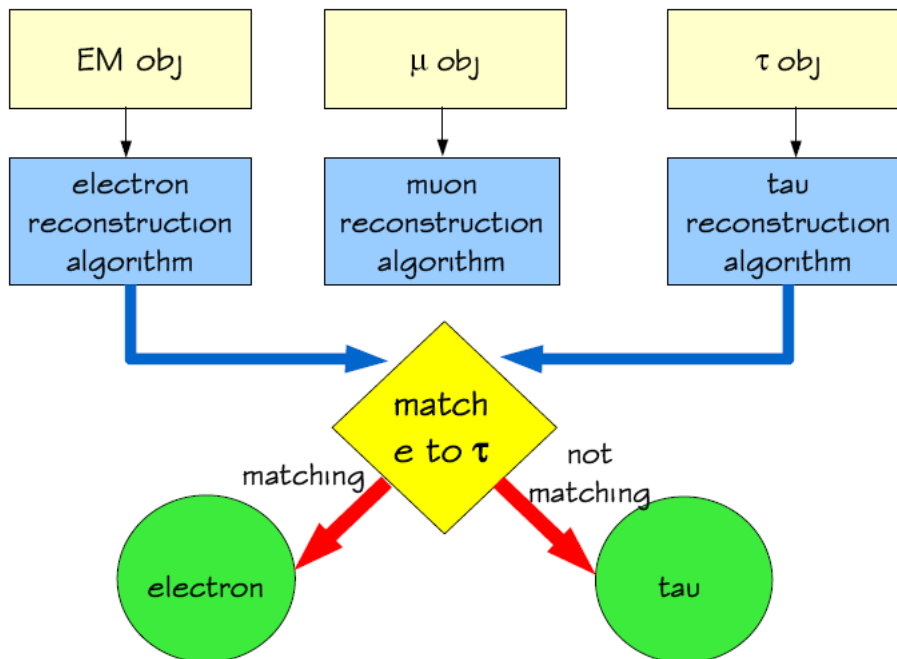 EM obj
μ obj
τ obj
electron
reconstruction
algorithm
muon
reconstruction
algorithm
tau
reconstruction
algorithm
match
e to τ
matching
not
matching
electron
tau